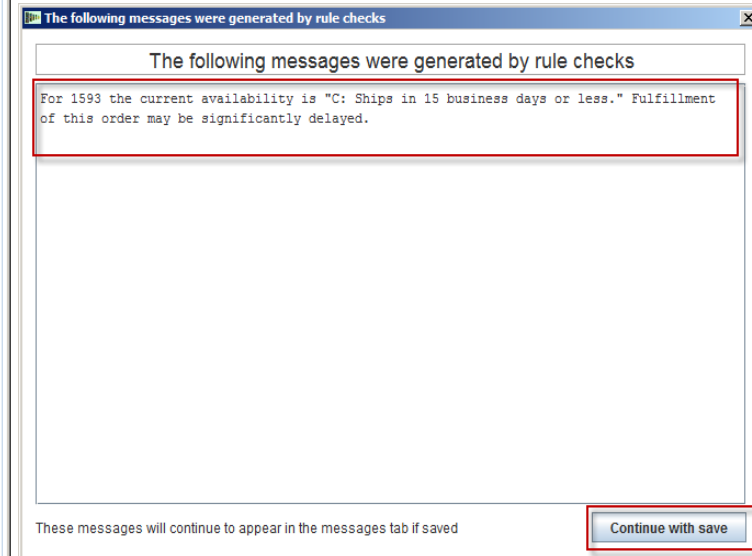 The following messages were generated by rule checks
The following messages were generated by rule checks
For 1593 the current availability is "C: Ships in 15 business days or less." Fulfillment
of this order may be significantly delayed.
These messages will continue to appear in the messages tab if saved
Continue with save